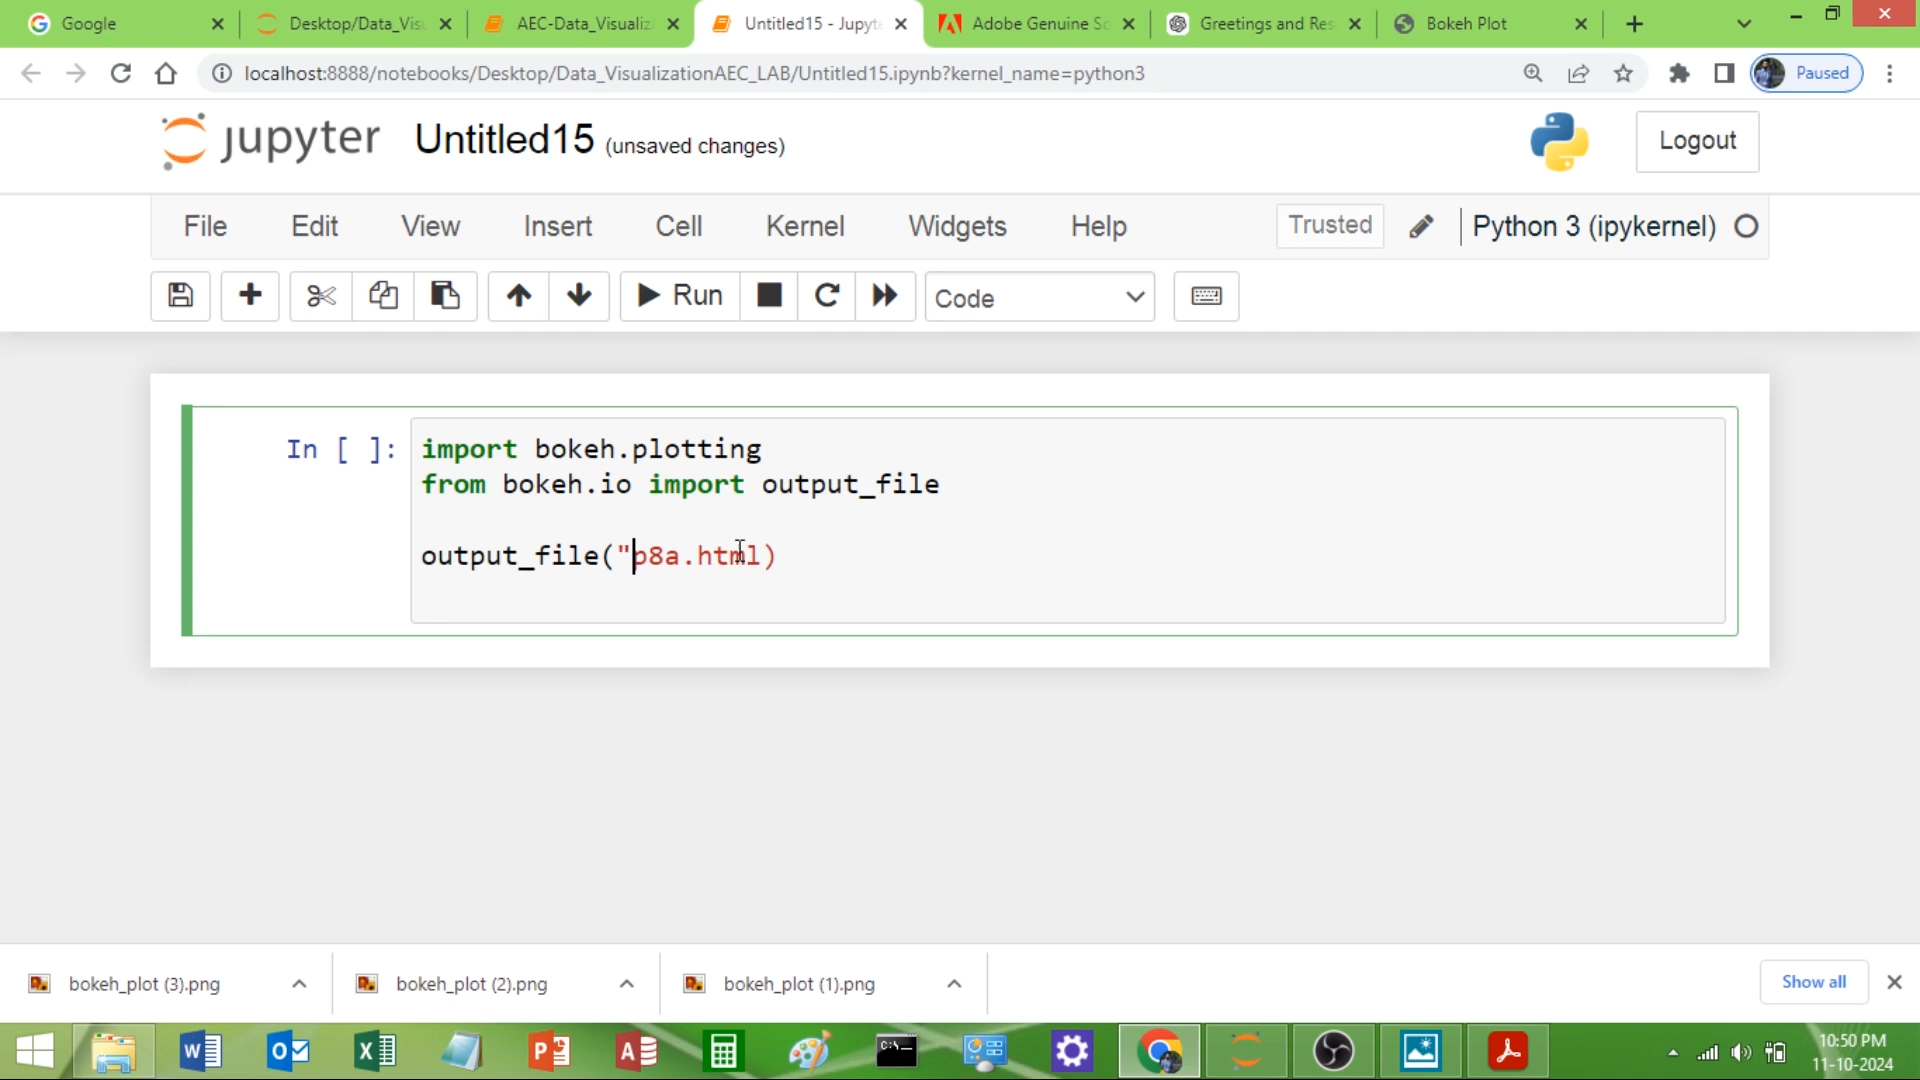 Google
Desktop/Data_Visu
AEC-Data_Visualiza
Untitled15 - Jupyte
Adobe Genuine So
Greetings and Res
Bokeh Plot
localhost:8888/notebooks/Desktop/Data_VisualizationAEC_LAB/Untitled15.ipynb?kernel_name=python3
Paused
jupyter Untitled15 (unsaved changes)
Logout
File Edit View Insert Cell Kernel Widgets Help
Trusted
Python 3 (ipykernel)
Run
Code
In [ ]:
import bokeh.plotting
from bokeh.io import output_file
output_file("p8a.html)
bokeh_plot (3).png
bokeh_plot (2).png
bokeh_plot (1).png
Show all
10:50 PM
11-10-2024